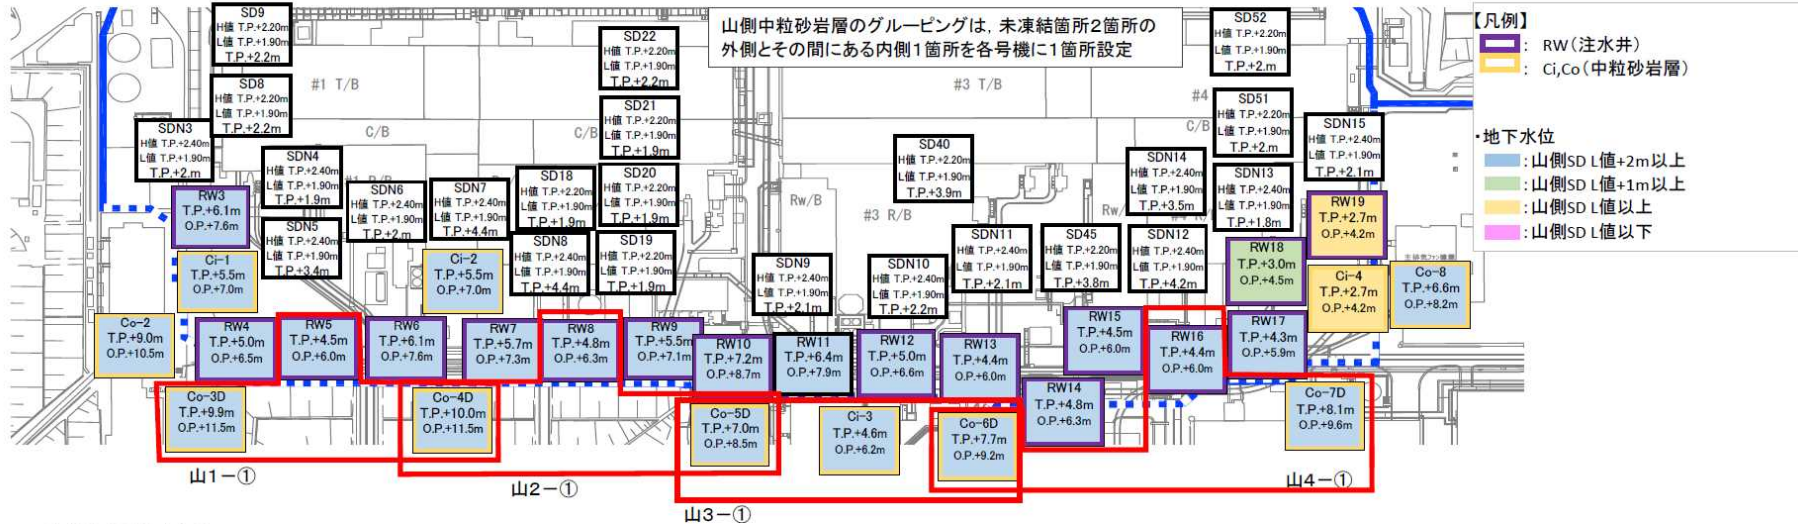 山側中粒砂岩層のグルーピングは，未凍結箇所2箇所の
外側とその間にある内側1箇所を各号機に1箇所設定
【凡例】
： RW（注水井）
： Ci,Co（中粒砂岩層）
・地下水位
：山側SD L値+2m以上
：山側SD L値+1m以上
：山側SD L値以上
：山側SD L値以下
SD9
H値 T.P.+2.20m
L値 T.P.+1.90m
T.P.+2.2m
SD8
H値 T.P.+2.20m
L値 T.P.+1.90m
T.P.+2.2m
SDN3
H値 T.P.+2.40m
L値 T.P.+1.90m
T.P.+2m
SDN4
H値 T.P.+2.40m
L値 T.P.+1.90m
T.P.+1.9m
SDN5
H値 T.P.+2.40m
L値 T.P.+1.90m
T.P.+3.4m
SDN6
H値 T.P.+2.40m
L値 T.P.+1.90m
T.P.+2m
SDN7
H値 T.P.+2.40m
L値 T.P.+1.90m
T.P.+4.4m
SD18
H値 T.P.+2.20m
L値 T.P.+1.90m
T.P.+1.9m
SDN8
H値 T.P.+2.40m
L値 T.P.+1.90m
T.P.+4.4m
SD22
H値 T.P.+2.20m
L値 T.P.+1.90m
T.P.+2.2m
SD21
H値 T.P.+2.20m
L値 T.P.+1.90m
T.P.+1.9m
SD20
H値 T.P.+2.20m
L値 T.P.+1.90m
T.P.+1.9m
SD19
H値 T.P.+2.20m
L値 T.P.+1.90m
T.P.+1.9m
SDN9
H値 T.P.+2.40m
L値 T.P.+1.90m
T.P.+2.1m
SDN10
H値 T.P.+2.40m
L値 T.P.+1.90m
T.P.+2.2m
SD40
H値 T.P.+2.20m
L値 T.P.+1.90m
T.P.+3.9m
SDN11
H値 T.P.+2.40m
L値 T.P.+1.90m
T.P.+2.1m
SD45
H値 T.P.+2.20m
L値 T.P.+1.90m
T.P.+3.8m
SDN12
H値 T.P.+2.40m
L値 T.P.+1.90m
T.P.+4.2m
SDN14
H値 T.P.+2.40m
L値 T.P.+1.90m
T.P.+3.5m
SD52
H値 T.P.+2.20m
L値 T.P.+1.90m
T.P.+2.m
SD51
H値 T.P.+2.20m
L値 T.P.+1.90m
T.P.+2.m
SDN13
H値 T.P.+2.40m
L値 T.P.+1.90m
T.P.+1.8m
SDN15
H値 T.P.+2.40m
L値 T.P.+1.90m
T.P.+2.1m
#1 T/B
C/B
C/B
#3 T/B
#4
C/B
Rw/B
#3 R/B
Rw/
RW3
T.P.+6.1m
O.P.+7.6m
Ci-1
T.P.+5.5m
O.P.+7.0m
Ci-2
T.P.+5.5m
O.P.+7.0m
RW19
T.P.+2.7m
O.P.+4.2m
RW18
T.P.+3.0m
O.P.+4.5m
Ci-4
T.P.+2.7m
O.P.+4.2m
Co-8
T.P.+6.6m
O.P.+8.2m
Co-2
T.P.+9.0m
O.P.+10.5m
RW4
T.P.+5.0m
O.P.+6.5m
RW5
T.P.+4.5m
O.P.+6.0m
RW6
T.P.+6.1m
O.P.+7.6m
RW7
T.P.+5.7m
O.P.+7.3m
RW8
T.P.+4.8m
O.P.+6.3m
RW9
T.P.+5.5m
O.P.+7.1m
RW10
T.P.+7.2m
O.P.+8.7m
RW11
T.P.+6.4m
O.P.+7.9m
RW12
T.P.+5.0m
O.P.+6.6m
RW13
T.P.+4.4m
O.P.+6.0m
RW15
T.P.+4.5m
O.P.+6.0m
RW16
T.P.+4.4m
O.P.+6.0m
RW17
T.P.+4.3m
O.P.+5.9m
RW14
T.P.+4.8m
O.P.+6.3m
Co-3D
T.P.+9.9m
O.P.+11.5m
Co-4D
T.P.+10.0m
O.P.+11.5m
Co-5D
T.P.+7.0m
O.P.+8.5m
Ci-3
T.P.+4.6m
O.P.+6.2m
Co-6D
T.P.+7.7m
O.P.+9.2m
Co-7D
T.P.+8.1m
O.P.+9.6m
山1－①
山2－①
山3－①
山4－①